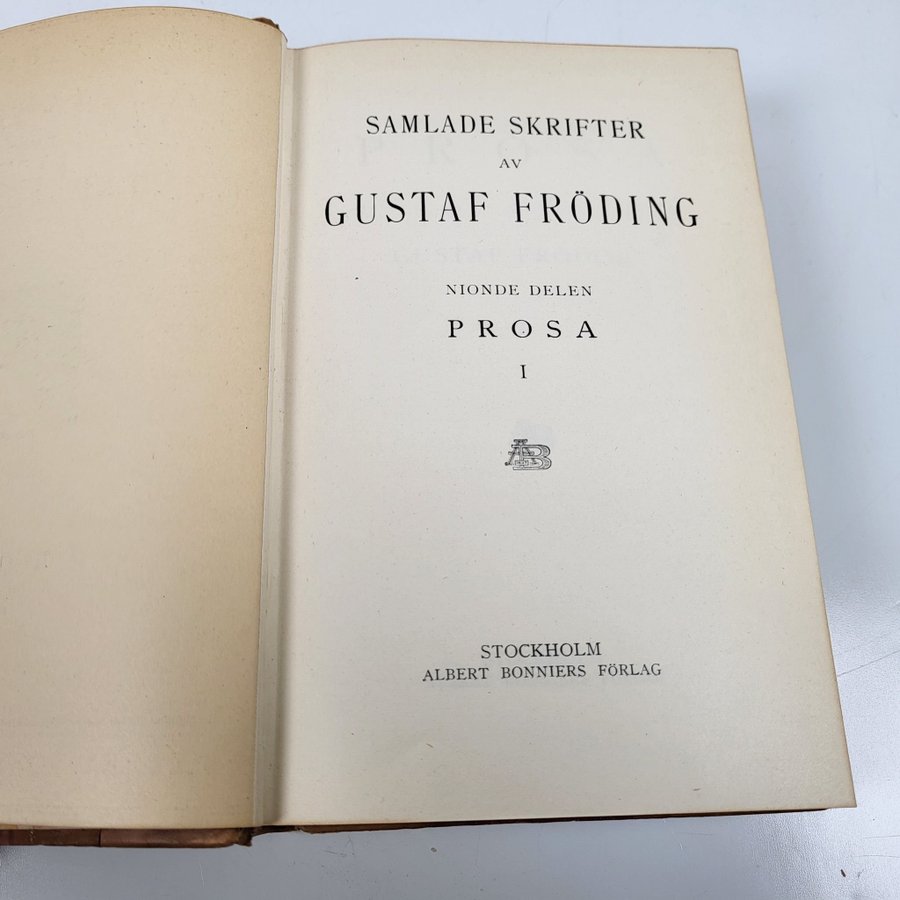 SAMLADE SKRIFTER
AV
GUSTAF FRÖDING
NIONDE DELEN
PROSA
I
STOCKHOLM
ALBERT BONNIERS FÖRLAG